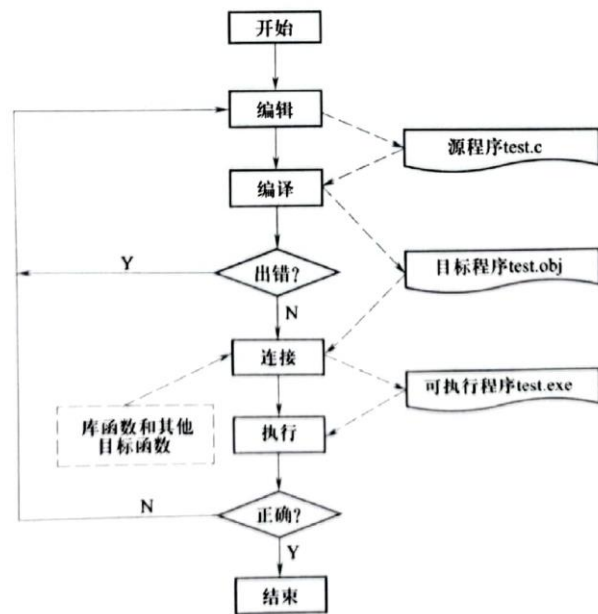 开始
编辑
源程序test.c
编译
Y
出错?
目标程序test.obj
N
连接
可执行程序test.exe
库函数和其他
目标函数
执行
N
正确?
Y
结束